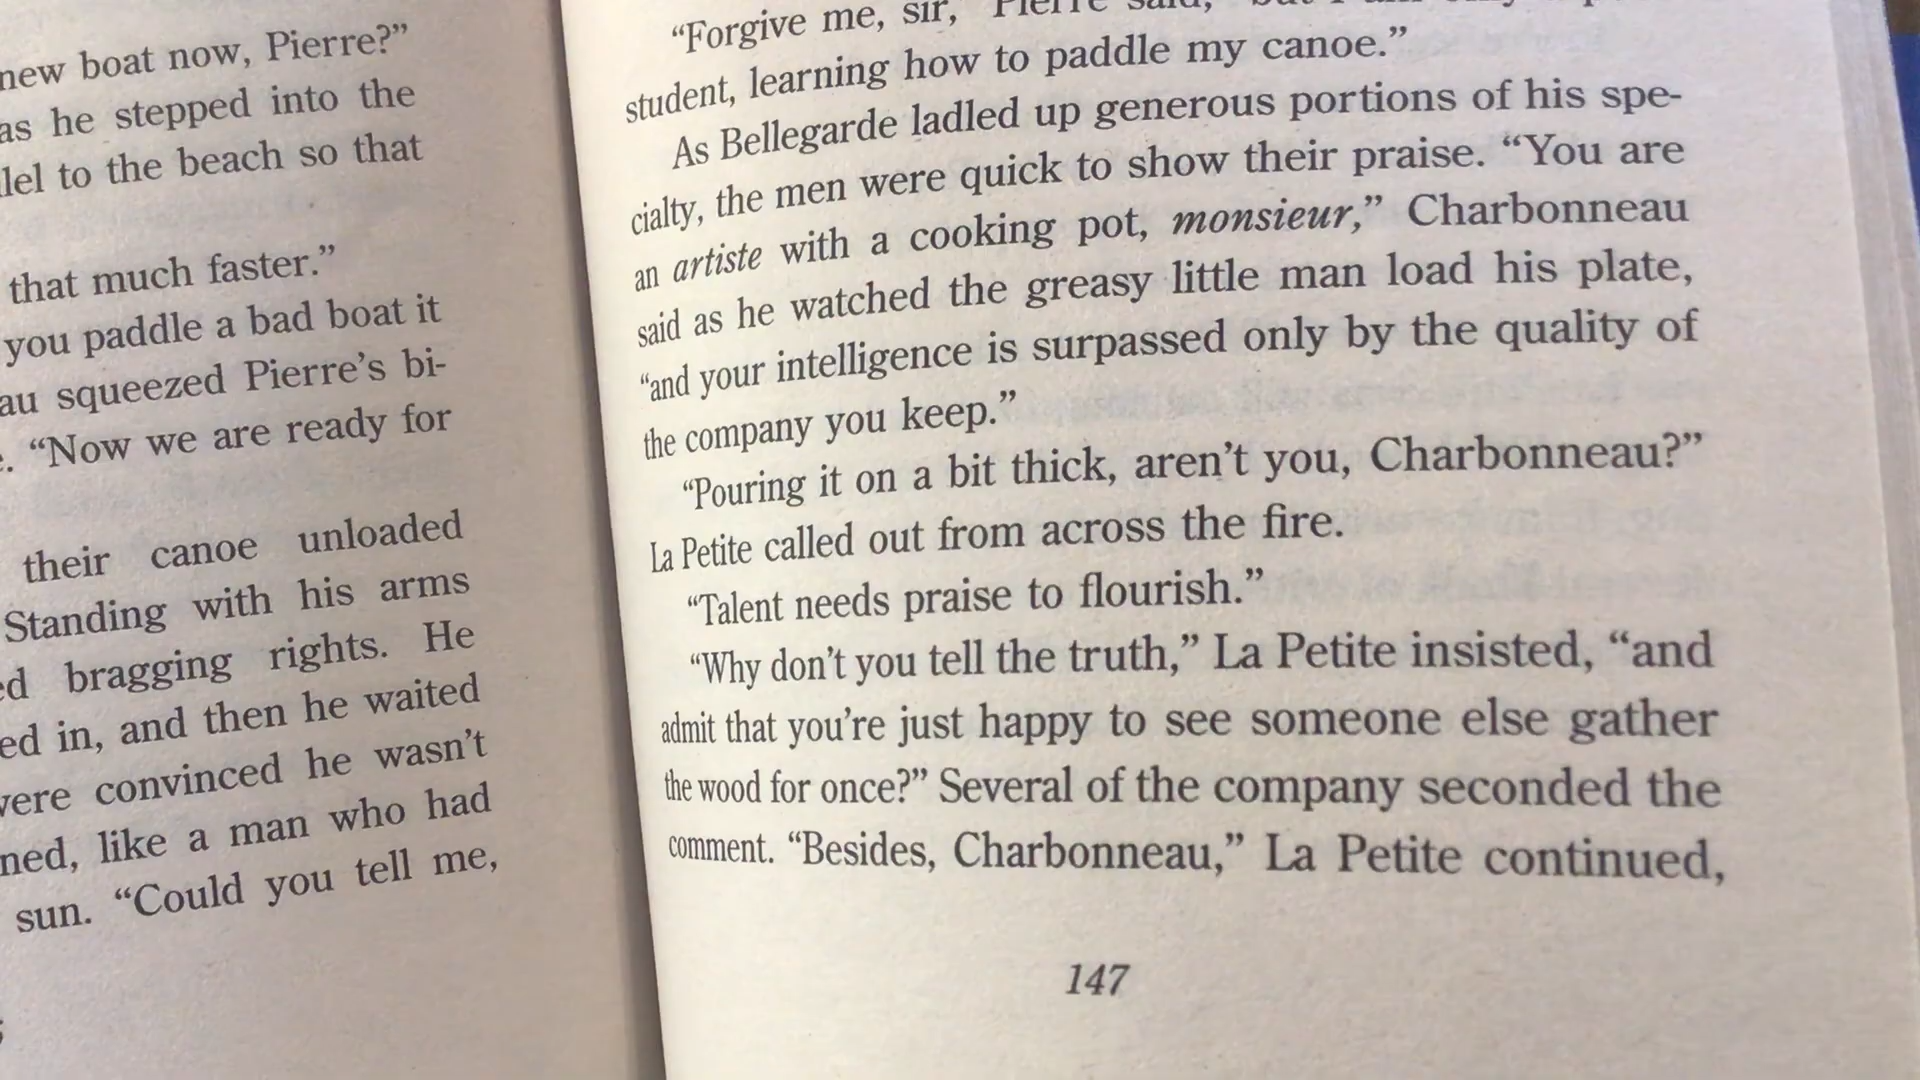 new boat now, Pierre?”
as he stepped into the
lel to the beach so that
that much faster.”
you paddle a bad boat it
au squeezed Pierre’s bi-
. “Now we are ready for
their canoe unloaded
Standing with his arms
ed bragging rights. He
ed in, and then he waited
were convinced he wasn’t
ned, like a man who had
sun. “Could you tell me,
“Forgive me, sir,” Pierre said, “but I am only
student, learning how to paddle my canoe.”
As Bellegarde ladled up generous portions of his spe-
cialty, the men were quick to show their praise. “You are
an artiste with a cooking pot, monsieur,” Charbonneau
said as he watched the greasy little man load his plate,
“and your intelligence is surpassed only by the quality of
the company you keep.”
“Pouring it on a bit thick, aren’t you, Charbonneau?”
La Petite called out from across the fire.
“Talent needs praise to flourish.”
“Why don’t you tell the truth,” La Petite insisted, “and
admit that you’re just happy to see someone else gather
the wood for once?” Several of the company seconded the
comment. “Besides, Charbonneau,” La Petite continued,
147